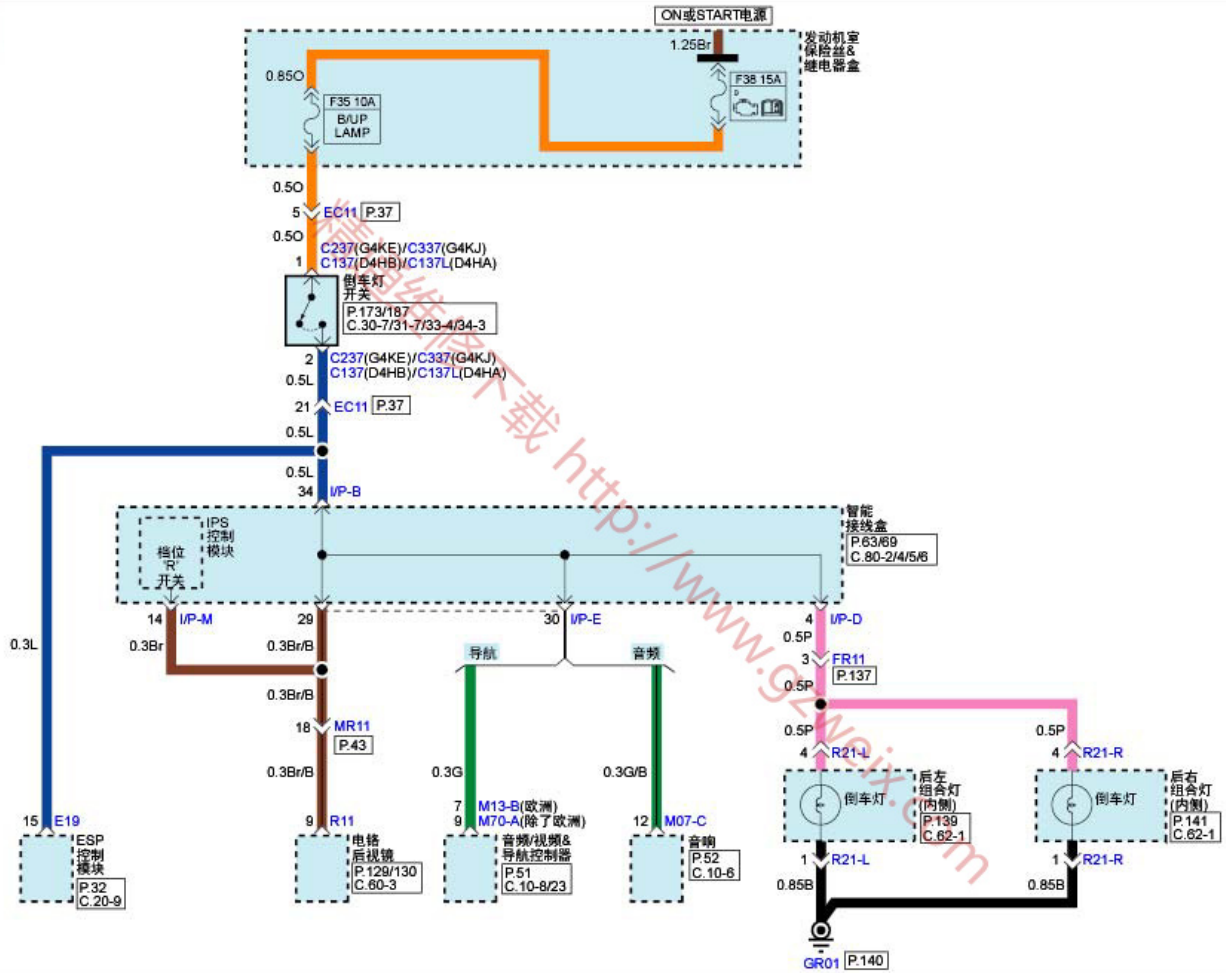 ON或START电源
1.25Br
发动机室
保险丝&
继电器盒
0.85O
F35 10A
B/UP
LAMP
F38 15A
D
0.5O
5 EC11 P.37
0.5O
C237(G4KE)/C337(G4KJ)
1 C137(D4HB)/C137L(D4HA)
倒车灯
开关
P.173/187
C.30-7/31-7/33-4/34-3
2 C237(G4KE)/C337(G4KJ)
C137(D4HB)/C137L(D4HA)
0.5L
21 EC11 P.37
0.5L
0.5L
34 I/P-B
IPS
控制
模块
档位
'R'
开关
智能
接线盒
P.63/69
C.80-2/4/5/6
14 I/P-M
29
30 I/P-E
4 I/P-D
0.3L
0.3Br
0.3Br/B
0.5P
导航
音频
3 FR11
P.137
0.3Br/B
0.5P
18 MR11
P.43
0.5P
0.5P
4 R21-L
4 R21-R
0.3Br/B
0.3G
0.3G/B
倒车灯
后左
组合灯
(内侧)
P.139
C.62-1
倒车灯
后右
组合灯
(内侧)
P.141
C.62-1
15 E19
9 R11
7 M13-B(欧洲)
9 M70-A(除了欧洲)
12 M07-C
ESP
控制
模块
P.32
C.20-9
电铬
后视镜
P.129/130
C.60-3
音频/视频&
导航控制器
P.51
C.10-8/23
音响
P.52
C.10-6
1 R21-L
1 R21-R
0.85B
0.85B
GR01 P.140
精通维修下载 http://www.gzweix.com